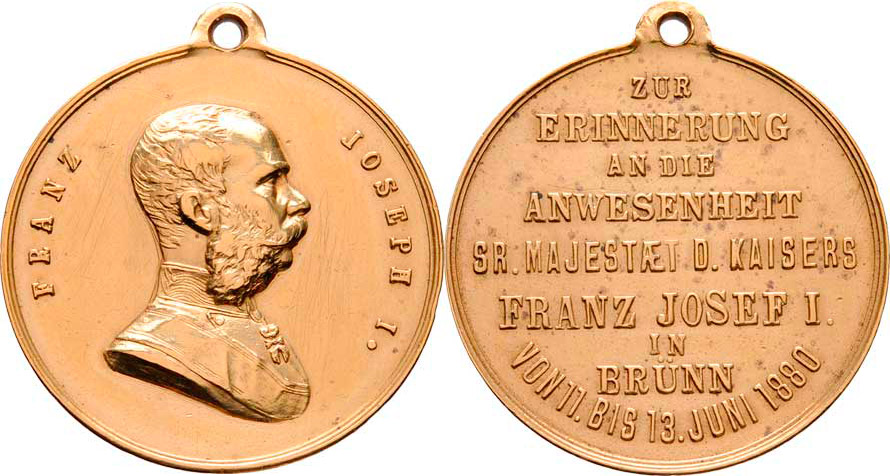 FRANZ IOSEPH I.
ZUR
ERINNERUNG
AN DIE
ANWESENHEIT
SR. MAJESTÆT D. KAISERS
FRANZ JOSEF I.
IN
BRÜNN
VON 11. BIS 13. JUNI 1880